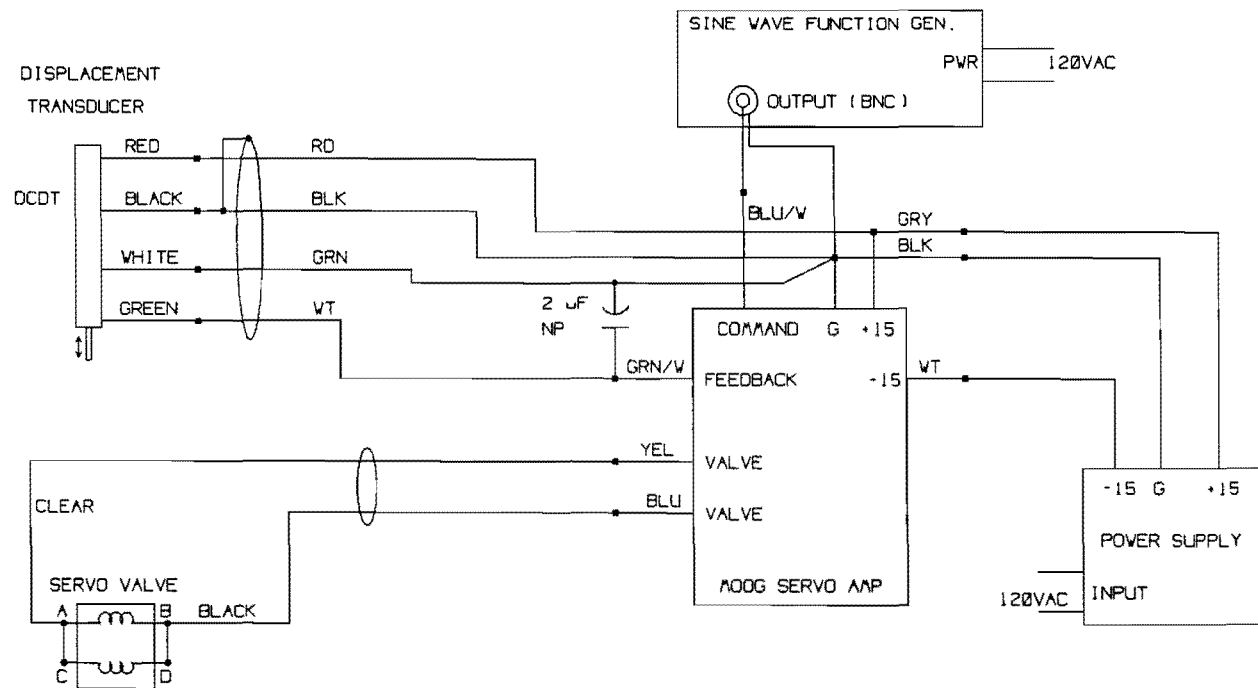 SINE WAVE FUNCTION GEN.
PWR
120VAC
OUTPUT (BNC)
DISPLACEMENT
TRANSDUCER
RED
RD
DCDT
BLACK
BLK
BLU/W
GRY
BLK
WHITE
GRN
GREEN
WT
2 uF
NP
COMMAND
G
+15
GRN/W
FEEDBACK
-15
WT
YEL
VALVE
CLEAR
BLU
VALVE
-15
G
+15
POWER SUPPLY
SERVO VALVE
MOOG SERVO AMP
120VAC
INPUT
A
B
BLACK
C
D